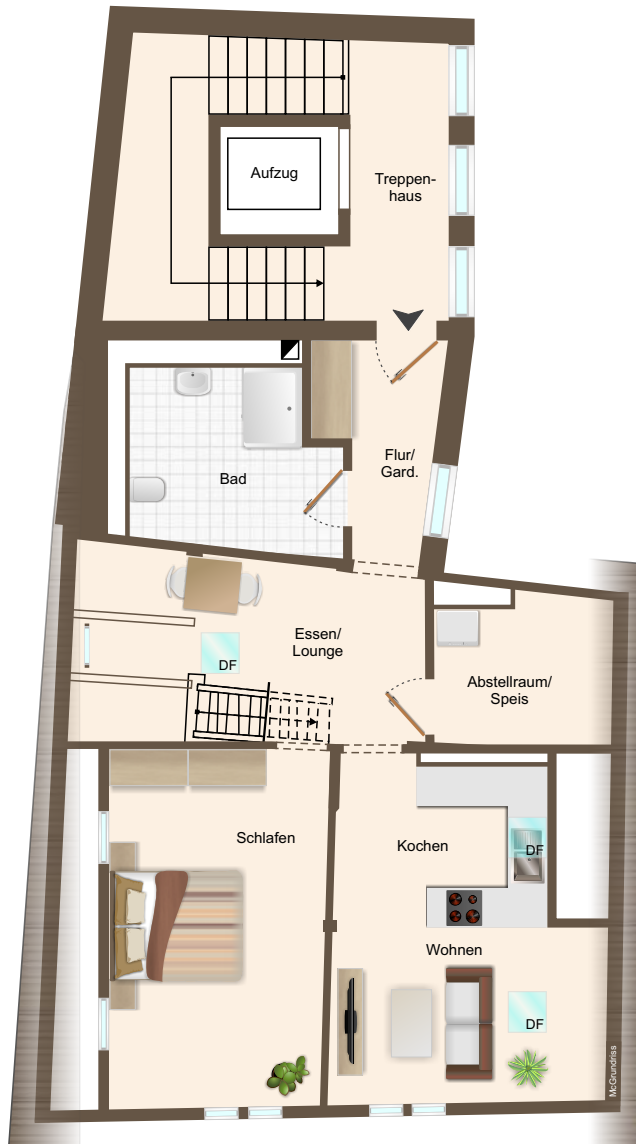 Aufzug
Treppen-
haus
Flur/
Gard.
Bad
Essen/
Lounge
DF
Abstellraum/
Speis
Schlafen
Kochen
DF
Wohnen
DF
McGrundriss